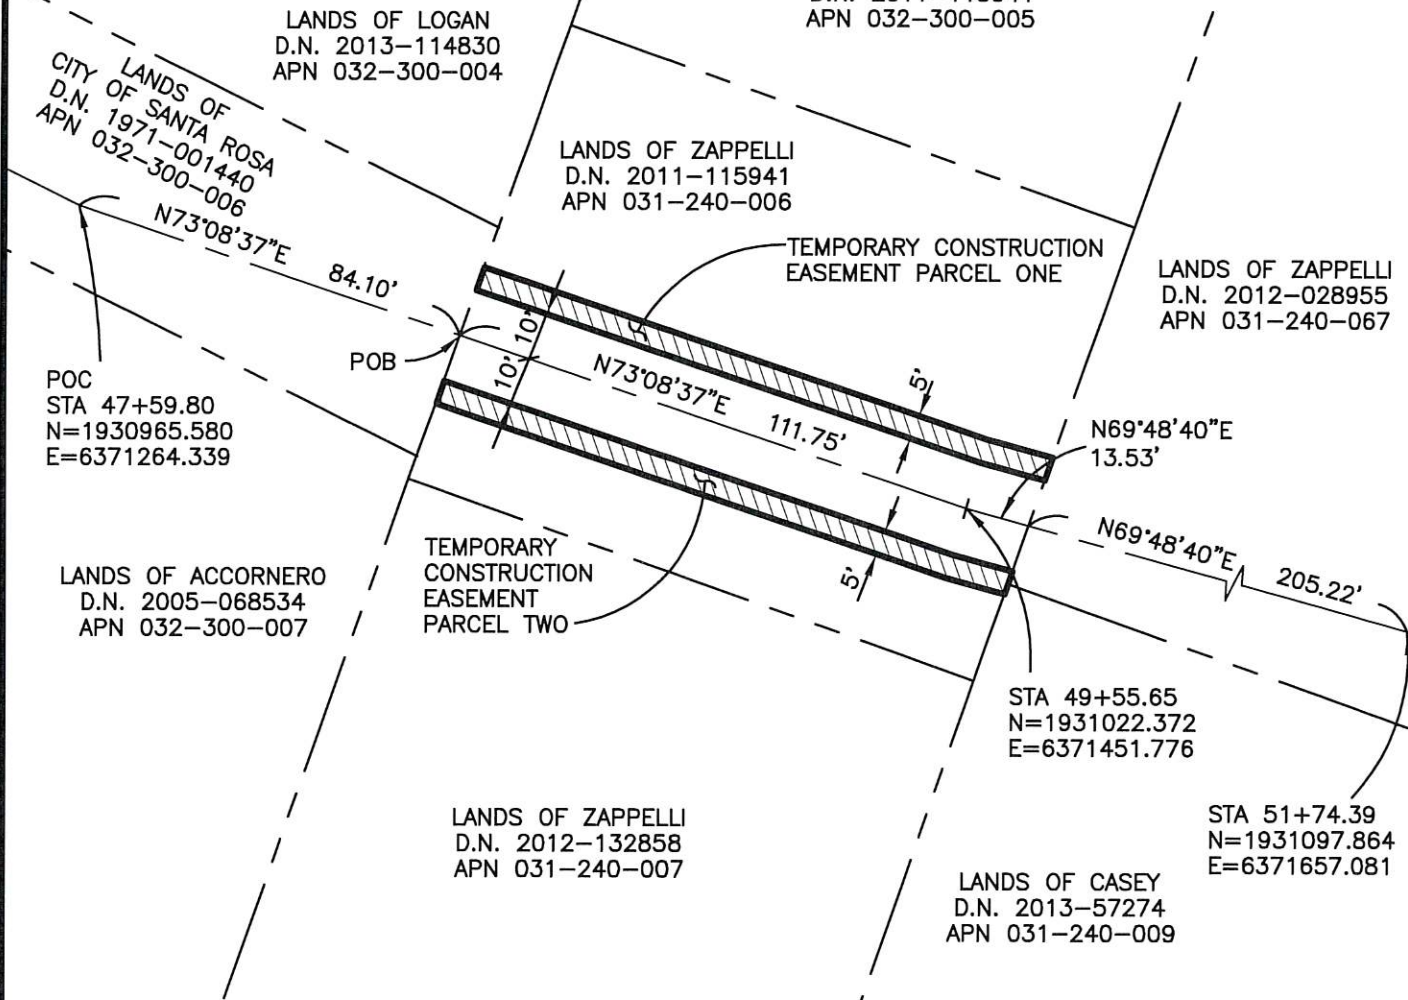 LANDS OF LOGAN
D.N. 2013-114830
APN 032-300-004
APN 032-300-005
LANDS OF
CITY OF SANTA ROSA
D.N. 1971-001440
APN 032-300-006
LANDS OF ZAPPELLI
D.N. 2011-115941
APN 031-240-006
N73°08'37"E
84.10'
TEMPORARY CONSTRUCTION
EASEMENT PARCEL ONE
LANDS OF ZAPPELLI
D.N. 2012-028955
APN 031-240-067
POB
10'
10'
N73°08'37"E
111.75'
5'
POC
STA 47+59.80
N=1930965.580
E=6371264.339
N69°48'40"E
13.53'
N69°48'40"E
205.22'
TEMPORARY
CONSTRUCTION
EASEMENT
PARCEL TWO
5'
LANDS OF ACCORNERO
D.N. 2005-068534
APN 032-300-007
STA 49+55.65
N=1931022.372
E=6371451.776
STA 51+74.39
N=1931097.864
E=6371657.081
LANDS OF ZAPPELLI
D.N. 2012-132858
APN 031-240-007
LANDS OF CASEY
D.N. 2013-57274
APN 031-240-009